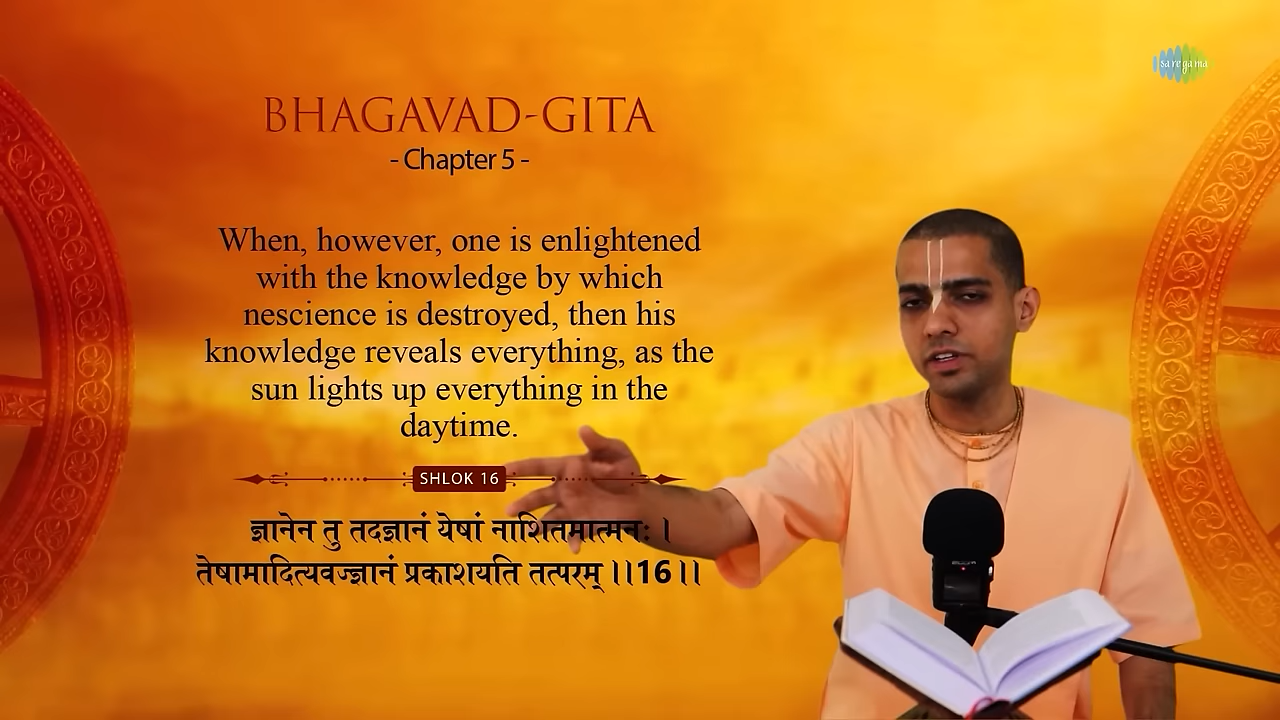 saregama
BHAGAVAD-GITA
- Chapter 5 -
When, however, one is enlightened
with the knowledge by which
nescience is destroyed, then his
knowledge reveals everything, as the
sun lights up everything in the
daytime.
SHLOK 16
ज्ञानेन तु तदज्ञानं येषां नाशितमात्मनः ।
तेषामादित्यवज्ज्ञानं प्रकाशयति तत्परम् ।।16।।